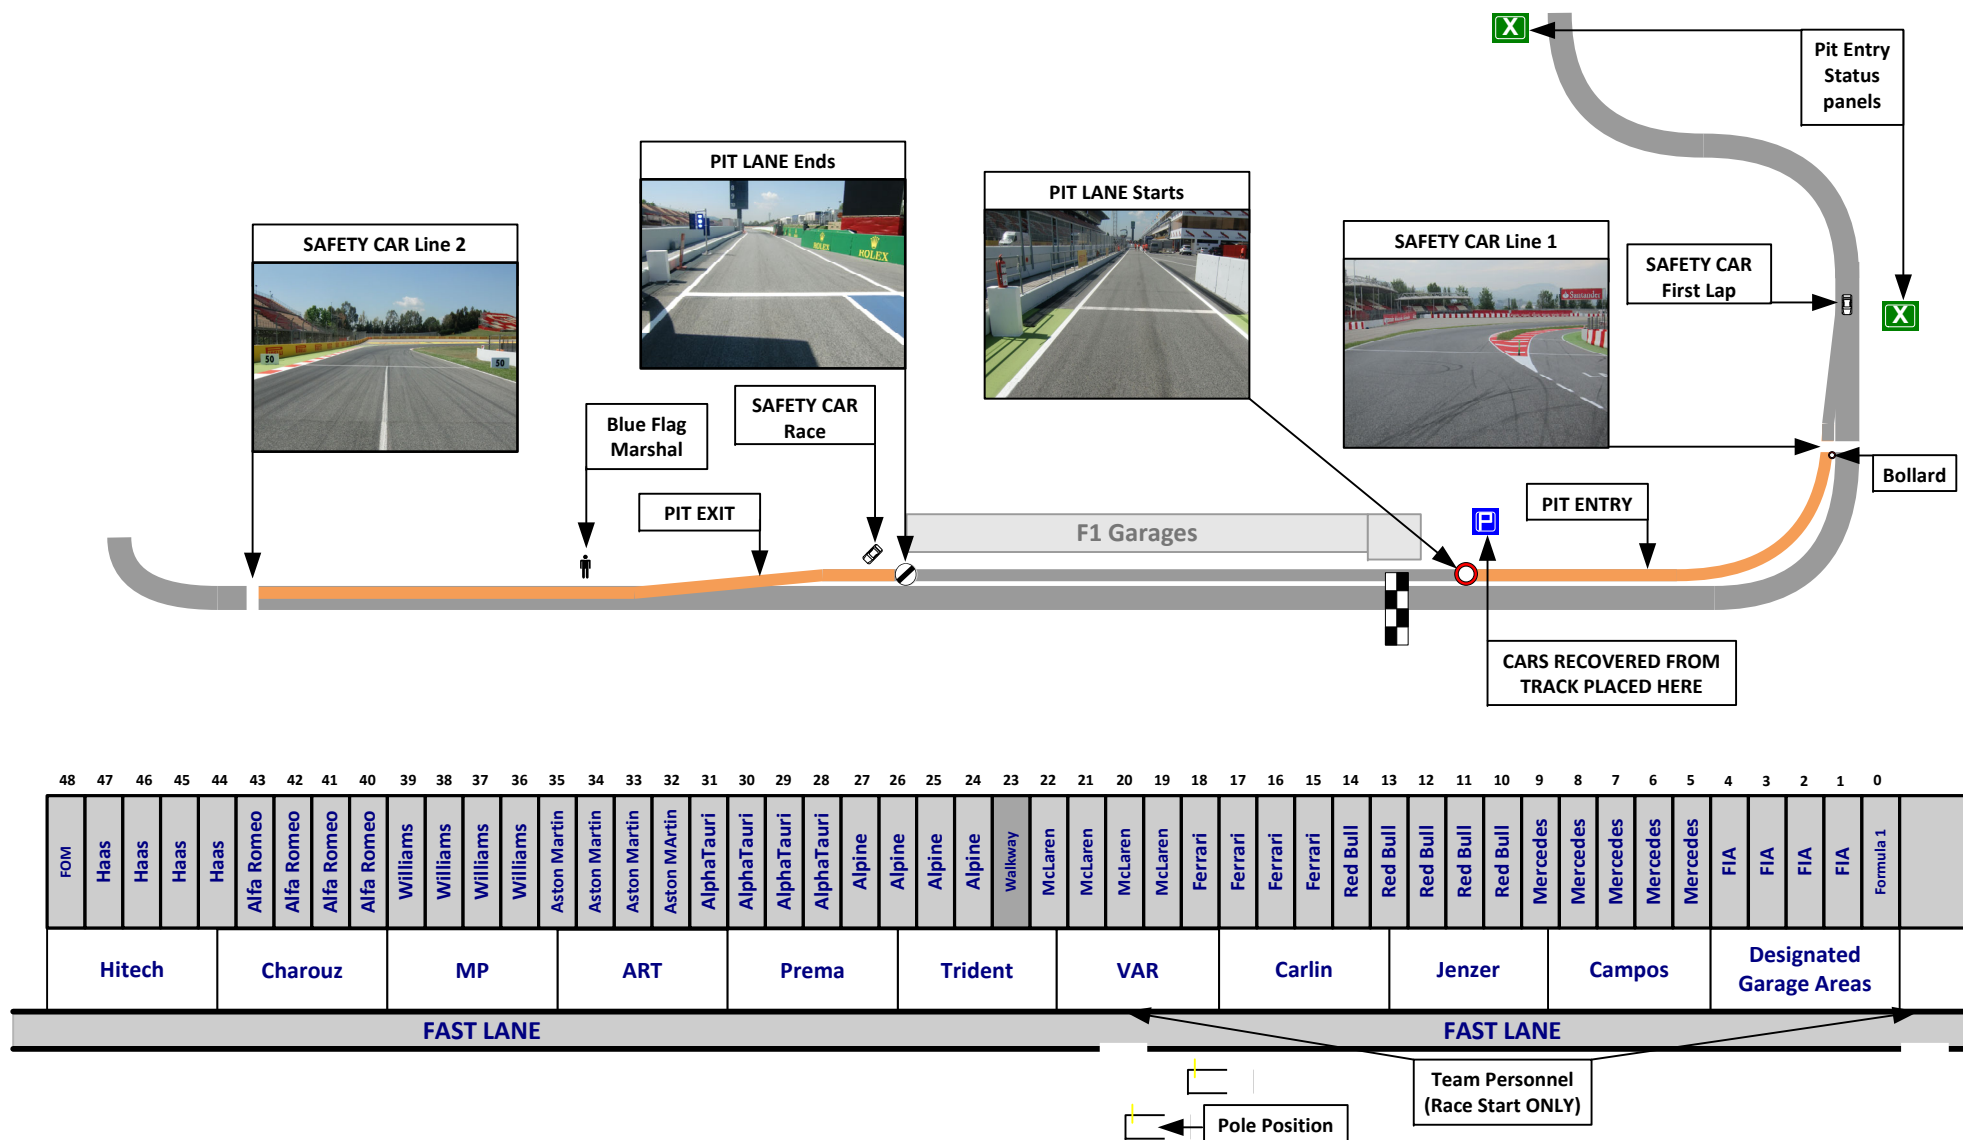 X
Pit Entry
Status
panels
PIT LANE Ends
PIT LANE Starts
SAFETY CAR Line 2
SAFETY CAR Line 1
SAFETY CAR
First Lap
X
ROLEX
ROLEX
Santander
50
50
SAFETY CAR
Race
Blue Flag
Marshal
Bollard
PIT EXIT
PIT ENTRY
F1 Garages
P
CARS RECOVERED FROM
TRACK PLACED HERE
48 47 46 45 44 43 42 41 40 39 38 37 36 35 34 33 32 31 30 29 28 27 26 25 24 23 22 21 20 19 18 17 16 15 14 13 12 11 10 9 8 7 6 5 4 3 2 1 0
FOM Haas Haas Haas Haas Alfa Romeo Alfa Romeo Alfa Romeo Alfa Romeo Williams Williams Williams Williams Aston Martin Aston Martin Aston Martin Aston MArtin AlphaTauri AlphaTauri AlphaTauri AlphaTauri Alpine Alpine Alpine Alpine Walkway McLaren McLaren McLaren McLaren Ferrari Ferrari Ferrari Ferrari Red Bull Red Bull Red Bull Red Bull Red Bull Mercedes Mercedes Mercedes Mercedes Mercedes FIA FIA FIA FIA Formula 1
Hitech Charouz MP ART Prema Trident VAR Carlin Jenzer Campos Designated
Garage Areas
FAST LANE FAST LANE
Team Personnel
(Race Start ONLY)
Pole Position